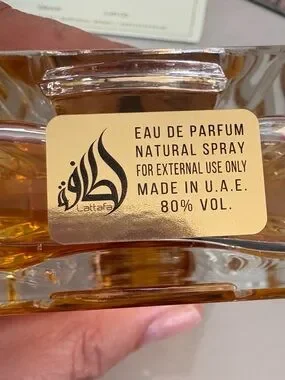 لطافة
Lattafa
EAU DE PARFUM
NATURAL SPRAY
FOR EXTERNAL USE ONLY
MADE IN U.A.E.
80% VOL.